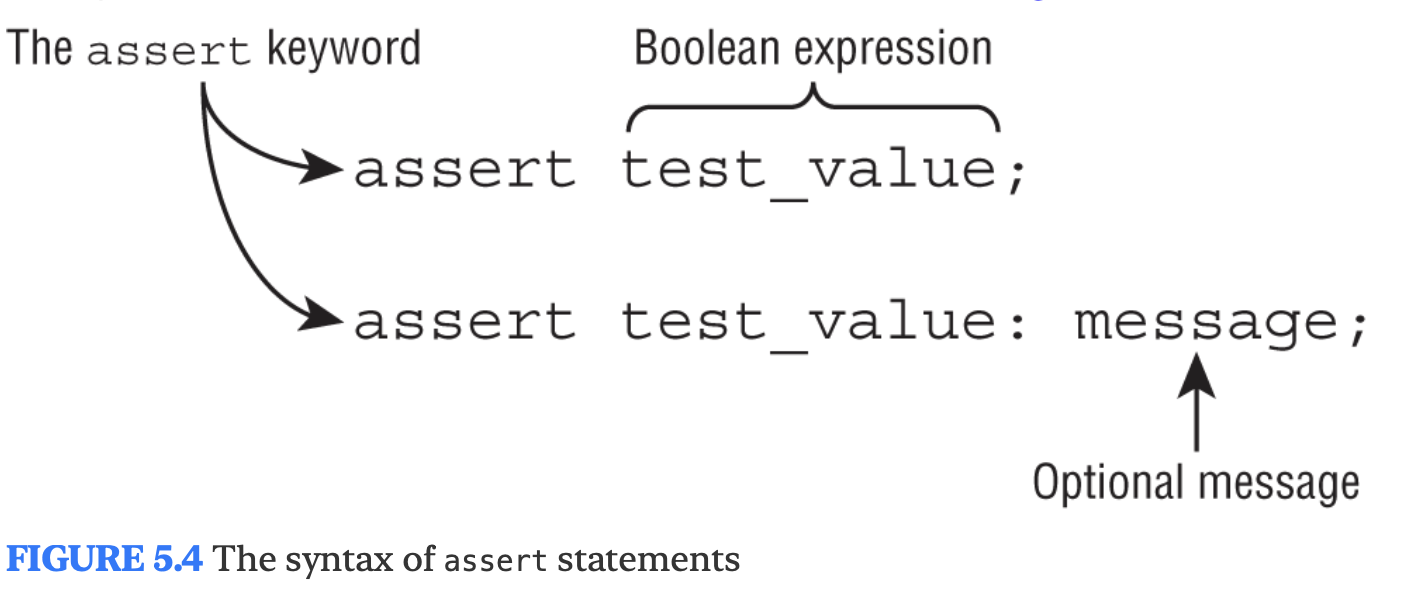 The assert keyword
Boolean expression
assert test_value;
assert test_value: message;
Optional message
FIGURE 5.4 The syntax of assert statements